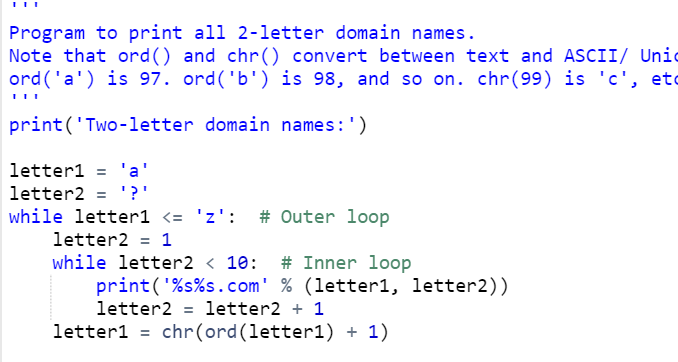 '''
Program to print all 2-letter domain names.
Note that ord() and chr() convert between text and ASCII/
ord('a') is 97. ord('b') is 98, and so on. chr(99) is 'c',
'''
print('Two-letter domain names:')
letter1 = 'a'
letter2 = '?'
while letter1 <= 'z':  # Outer loop
    letter2 = 1
    while letter2 < 10:  # Inner loop
        print('%s%s.com' % (letter1, letter2))
        letter2 = letter2 + 1
    letter1 = chr(ord(letter1) + 1)